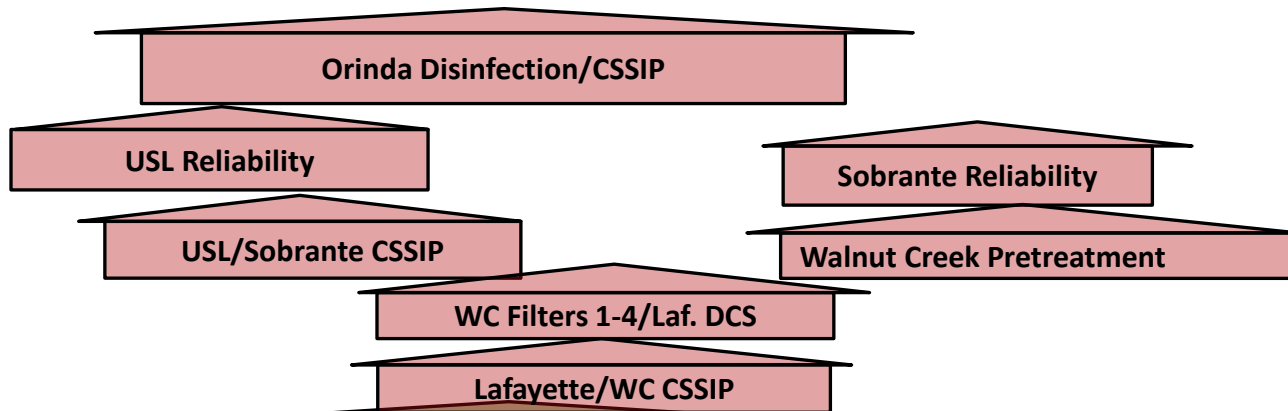 Orinda Disinfection/CSSIP
USL Reliability
Sobrante Reliability
USL/Sobrante CSSIP
Walnut Creek Pretreatment
WC Filters 1-4/Laf. DCS
Lafayette/WC CSSIP